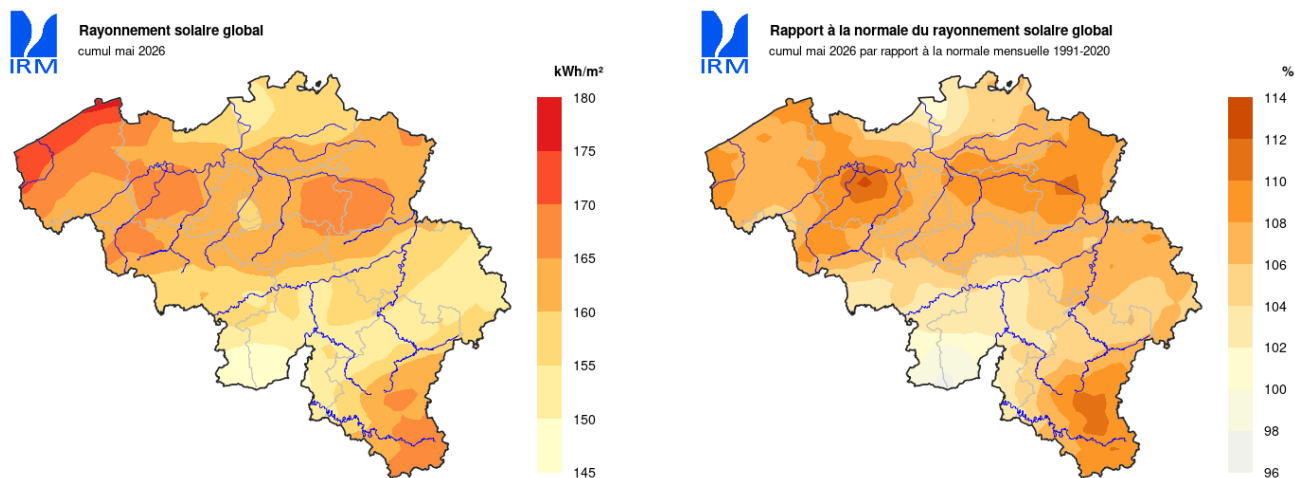 Rayonnement solaire global
cumul mai 2026
IRM
kWh/m²
180
175
170
165
160
155
150
145
Rapport à la normale du rayonnement solaire global
cumul mai 2026 par rapport à la normale mensuelle 1991-2020
IRM
%
114
112
110
108
106
104
102
100
98
96